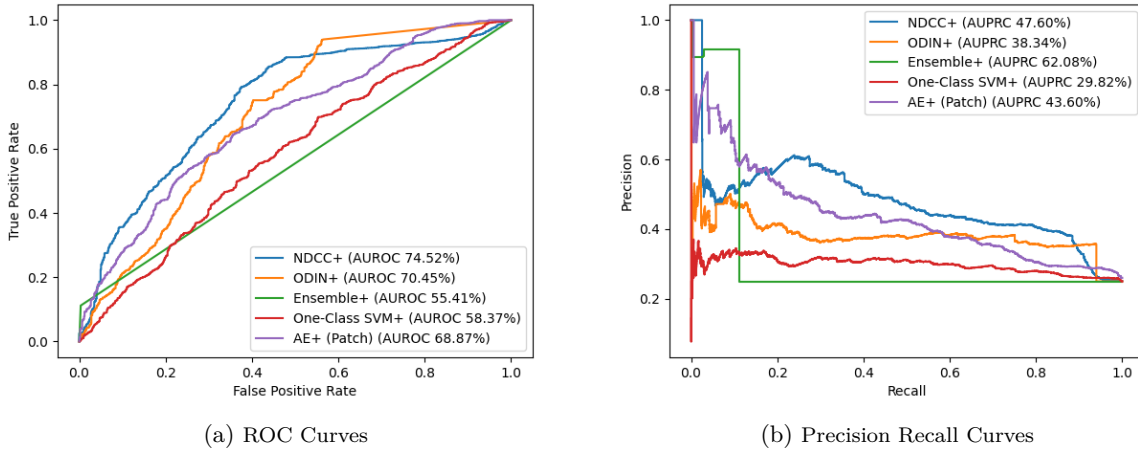 1.0
0.8
0.6
0.4
0.2
0.0
True Positive Rate
NDCC+ (AUROC 74.52%)
ODIN+ (AUROC 70.45%)
Ensemble+ (AUROC 55.41%)
One-Class SVM+ (AUROC 58.37%)
AE+ (Patch) (AUROC 68.87%)
0.0 0.2 0.4 0.6 0.8 1.0
False Positive Rate
(a) ROC Curves
1.0
0.8
0.6
0.4
0.2
Precision
NDCC+ (AUPRC 47.60%)
ODIN+ (AUPRC 38.34%)
Ensemble+ (AUPRC 62.08%)
One-Class SVM+ (AUPRC 29.82%)
AE+ (Patch) (AUPRC 43.60%)
0.0 0.2 0.4 0.6 0.8 1.0
Recall
(b) Precision Recall Curves